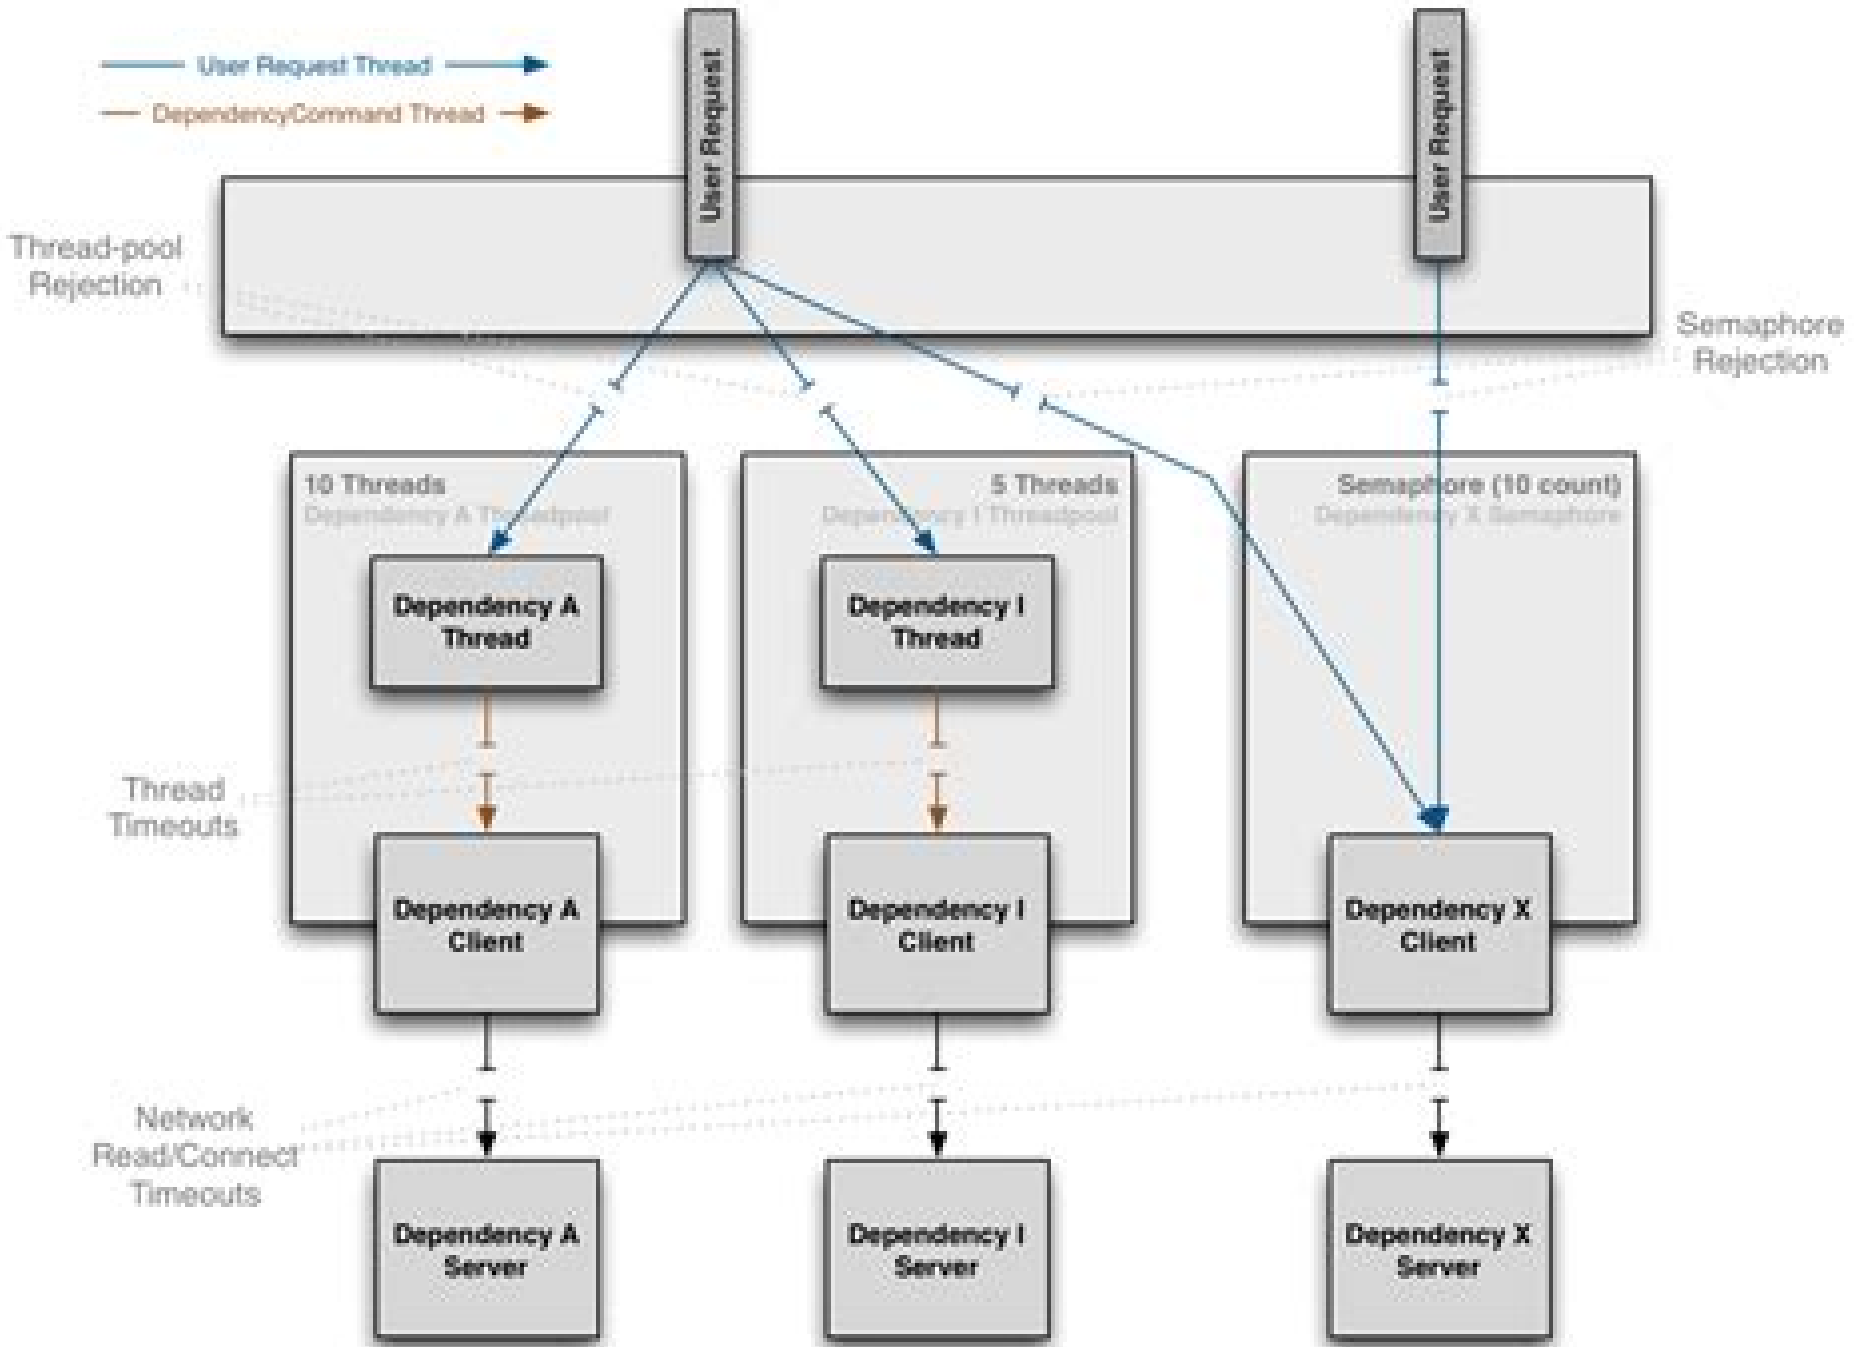 User Request Thread
DependencyCommand Thread
User Request
User Request
Thread-pool
Rejection
Semaphore
Rejection
10 Threads
Dependency A Threadpool
5 Threads
Dependency I Threadpool
Semaphore (10 count)
Dependency X Semaphore
Dependency A
Thread
Dependency I
Thread
Thread
Timeouts
Dependency A
Client
Dependency I
Client
Dependency X
Client
Network
Read/Connect
Timeouts
Dependency A
Server
Dependency I
Server
Dependency X
Server